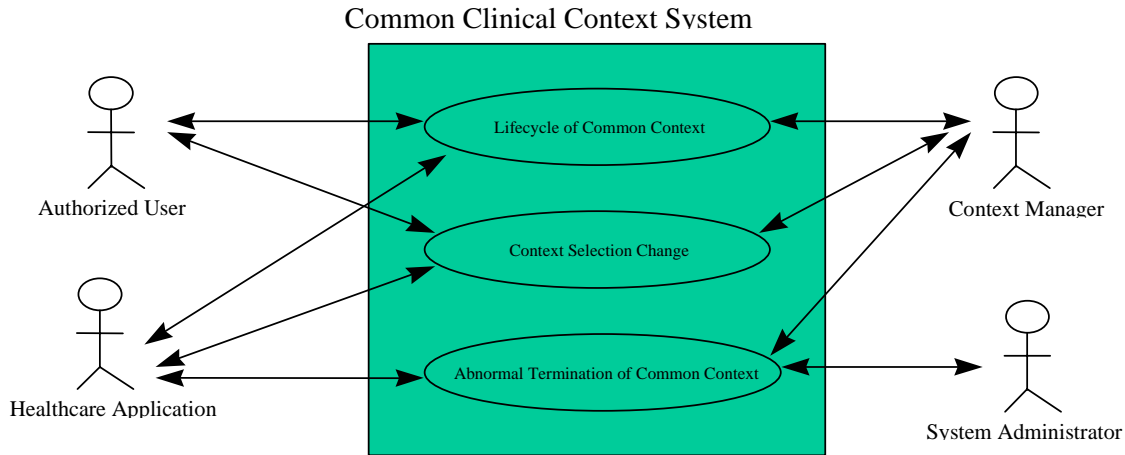 Common Clinical Context System
Lifecycle of Common Context
Authorized User
Context Manager
Context Selection Change
Abnormal Termination of Common Context
Healthcare Application
System Administrator